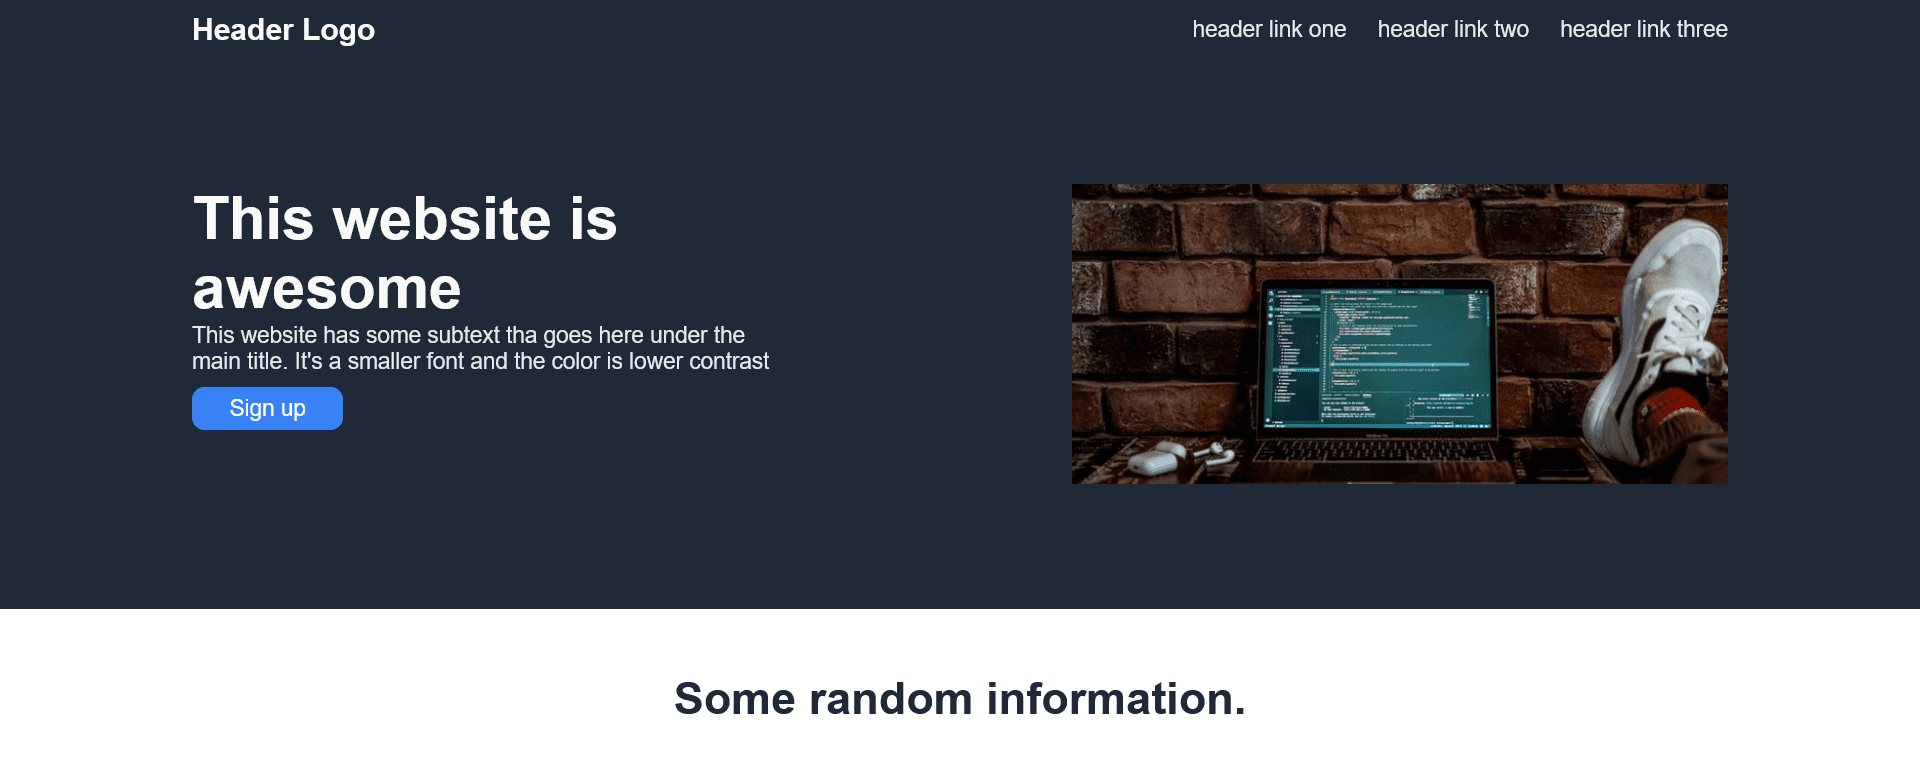 Header Logo
header link one
header link two
header link three
This website is
awesome
This website has some subtext tha goes here under the
main title. It's a smaller font and the color is lower contrast
Sign up
Some random information.